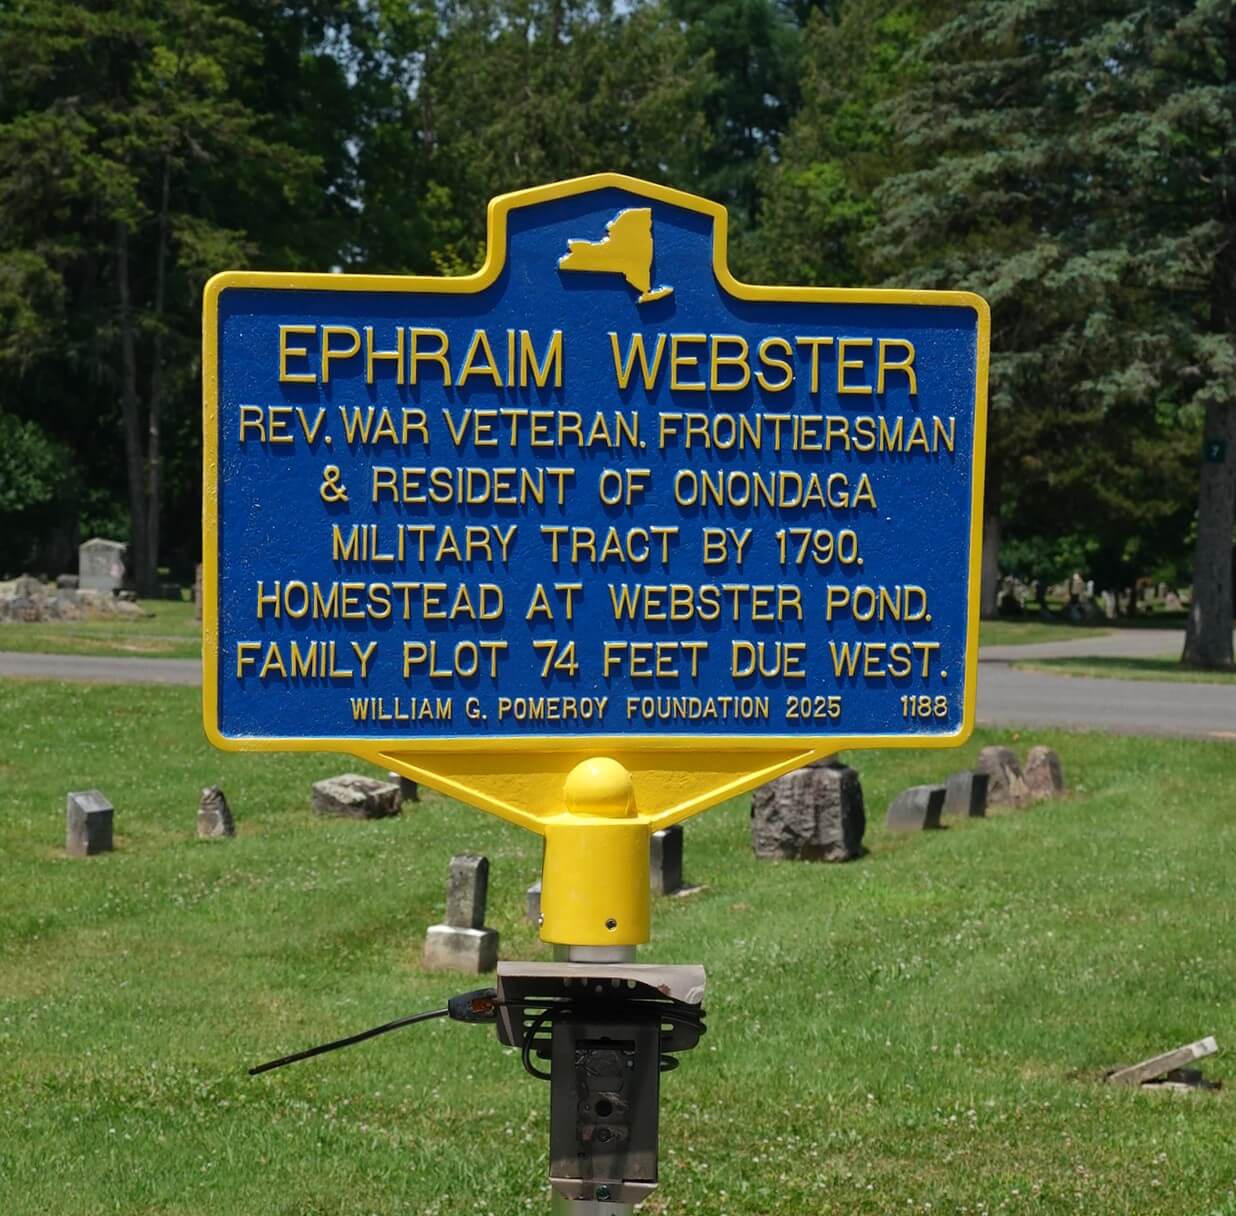 EPHRAIM WEBSTER
REV. WAR VETERAN, FRONTIERSMAN
& RESIDENT OF ONONDAGA
MILITARY TRACT BY 1790.
HOMESTEAD AT WEBSTER POND.
FAMILY PLOT 74 FEET DUE WEST.
WILLIAM G. POMEROY FOUNDATION 2025 1188
7